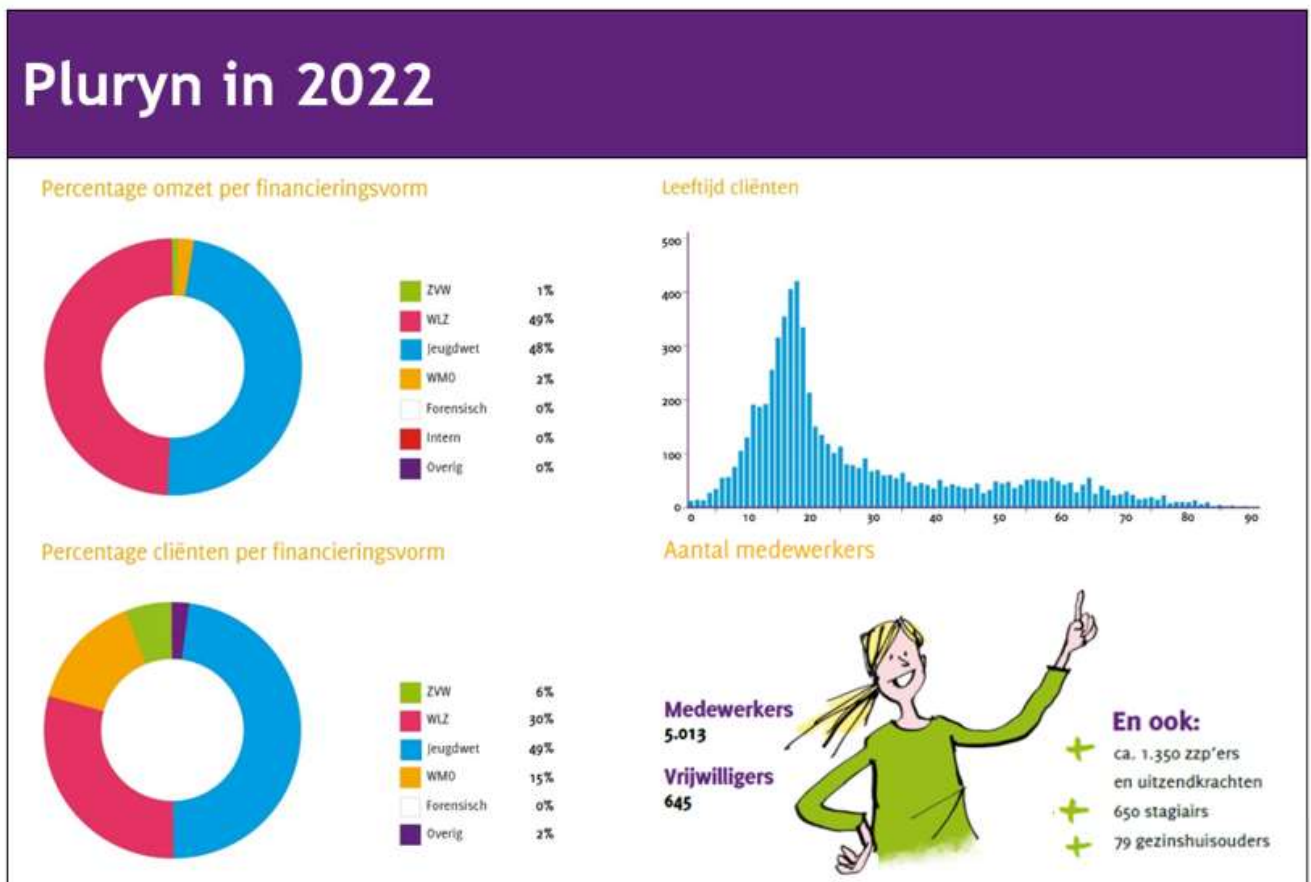 Pluryn in 2022
Percentage omzet per financieringsvorm
ZVW 1%
WLZ 49%
Jeugdwet 48%
WMO 2%
Forensisch 0%
Intern 0%
Overig 0%
Leeftijd cliënten
500
400
300
200
100
0
0 10 20 30 40 50 60 70 80 90
Percentage cliënten per financieringsvorm
ZVW 6%
WLZ 30%
Jeugdwet 49%
WMO 15%
Forensisch 0%
Overig 2%
Aantal medewerkers
Medewerkers
5.013
Vrijwilligers
645
En ook:
ca. 1.350 zzp'ers
en uitzendkrachten
650 stagiairs
79 gezinshuisouders